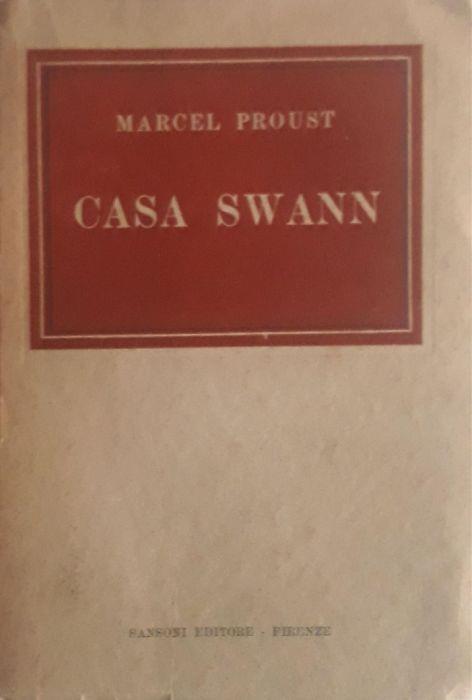 MARCEL PROUST
CASA SWANN
SANSONI EDITORE - FIRENZE